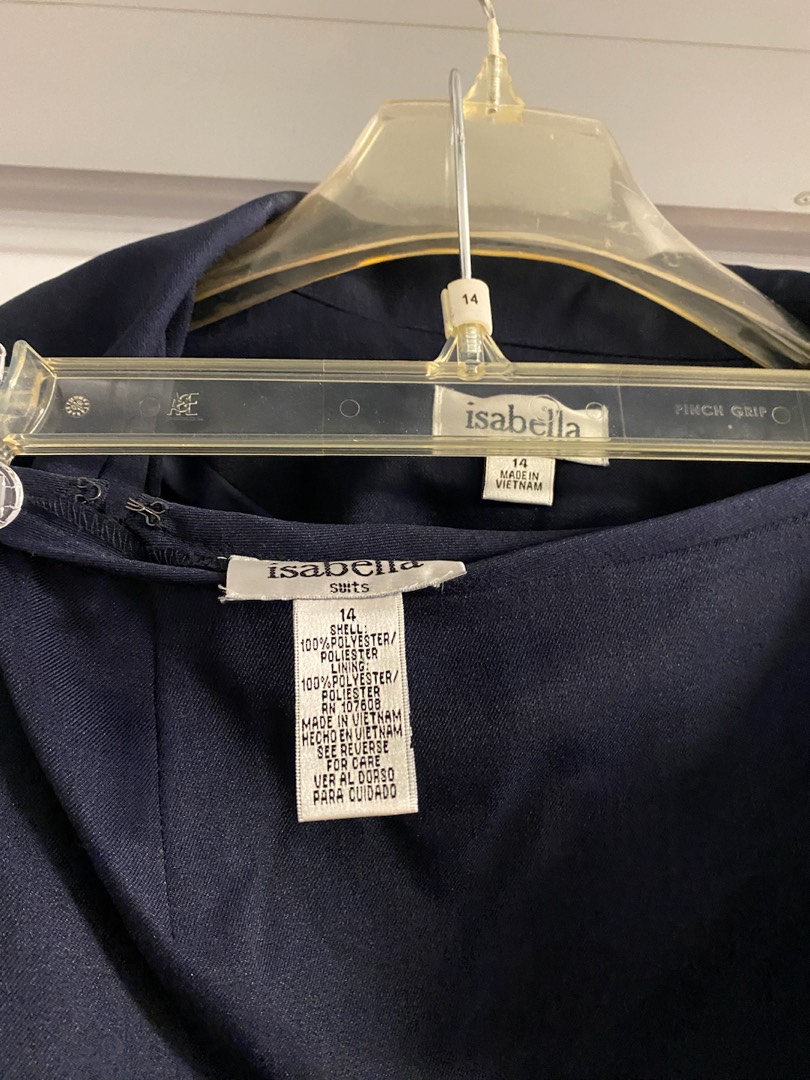 14
PINCH GRIP
isabella
14
MADE IN
VIETNAM
isabella
suits
14
SHELL:
100%POLYESTER/
POLIESTER
LINING:
100%POLYESTER/
POLIESTER
RN 107608
MADE IN VIETNAM
HECHO EN VIETNAM
SEE REVERSE
FOR CARE
VER AL DORSO
PARA CUIDADO